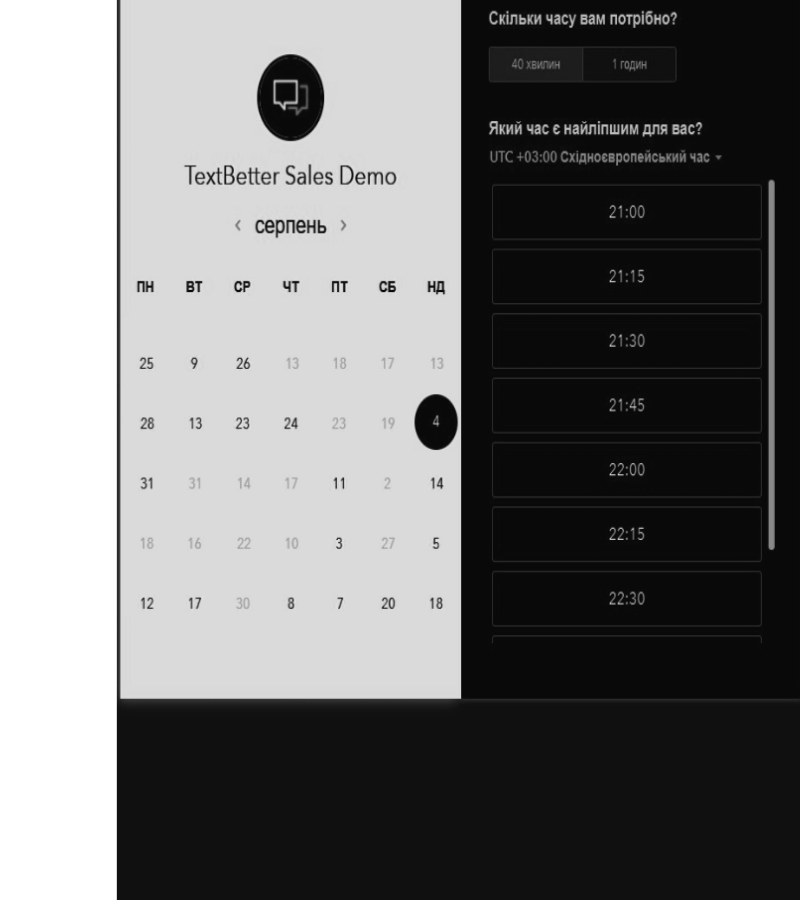 TextBetter Sales Demo
‹ серпень ›
ПН ВТ СР ЧТ ПТ СБ НД
25 9 26 13 18 17 13
28 13 23 24 23 19 4
31 31 14 17 11 2 14
18 16 22 10 3 27 5
12 17 30 8 7 20 18
Скільки часу вам потрібно?
40 хвилин 1 годин
Який час є найліпшим для вас?
UTC +03:00 Східноєвропейський час
21:00
21:15
21:30
21:45
22:00
22:15
22:30